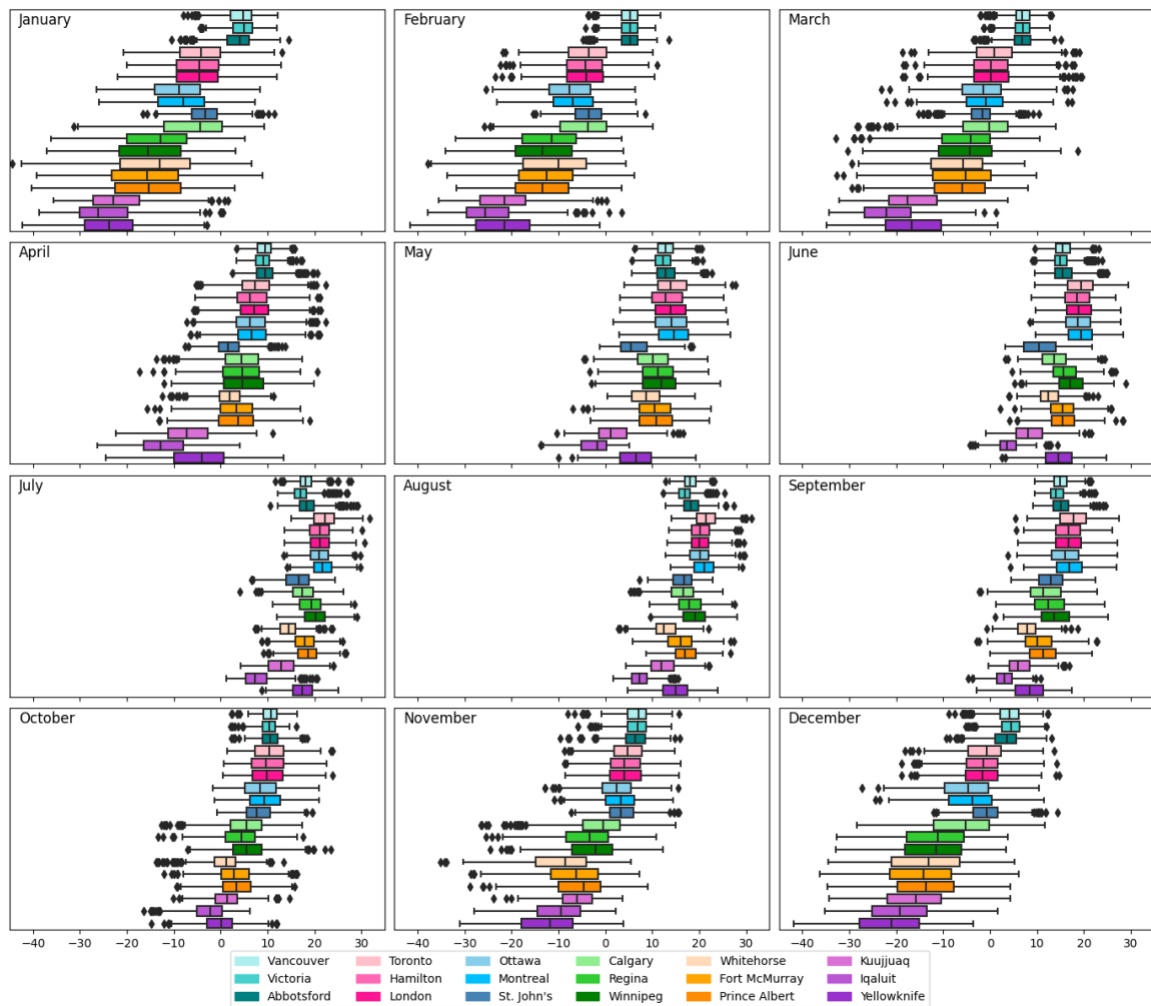 January February March
April May June
July August September
October November December
−40 −30 −20 −10 0 10 20 30 −40 −30 −20 −10 0 10 20 30 −40 −30 −20 −10 0 10 20 30
Vancouver Toronto Ottawa Calgary Whitehorse Kuujjuaq
Victoria Hamilton Montreal Regina Fort McMurray Iqaluit
Abbotsford London St. John's Winnipeg Prince Albert Yellowknife